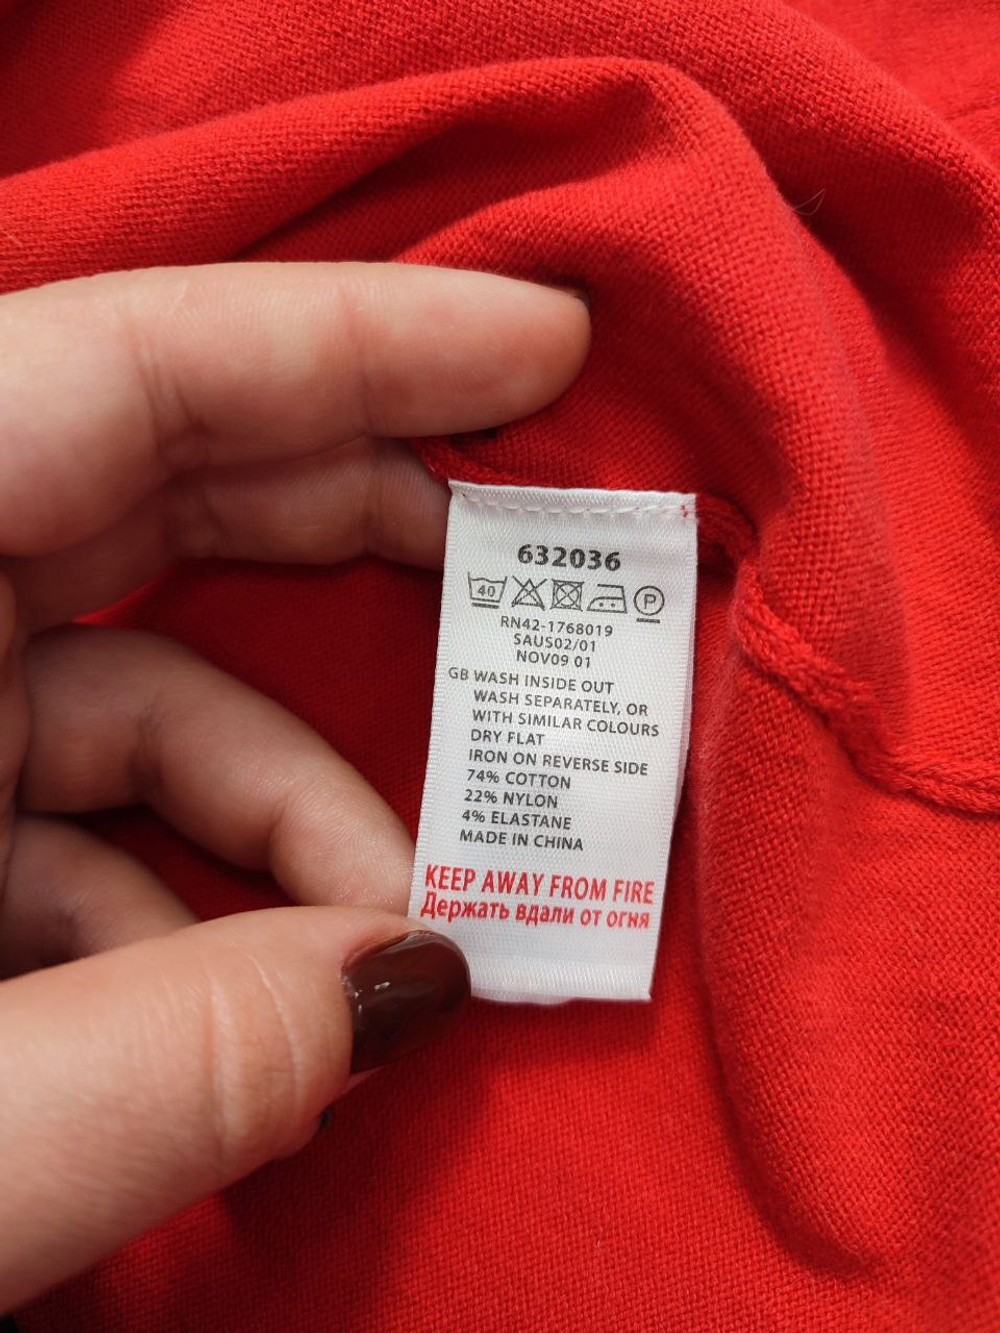 632036
40 P
RN42-1768019
SAUS02/01
NOV09 01
GB WASH INSIDE OUT
WASH SEPARATELY, OR
WITH SIMILAR COLOURS
DRY FLAT
IRON ON REVERSE SIDE
74% COTTON
22% NYLON
4% ELASTANE
MADE IN CHINA
KEEP AWAY FROM FIRE
Держать вдали от огня